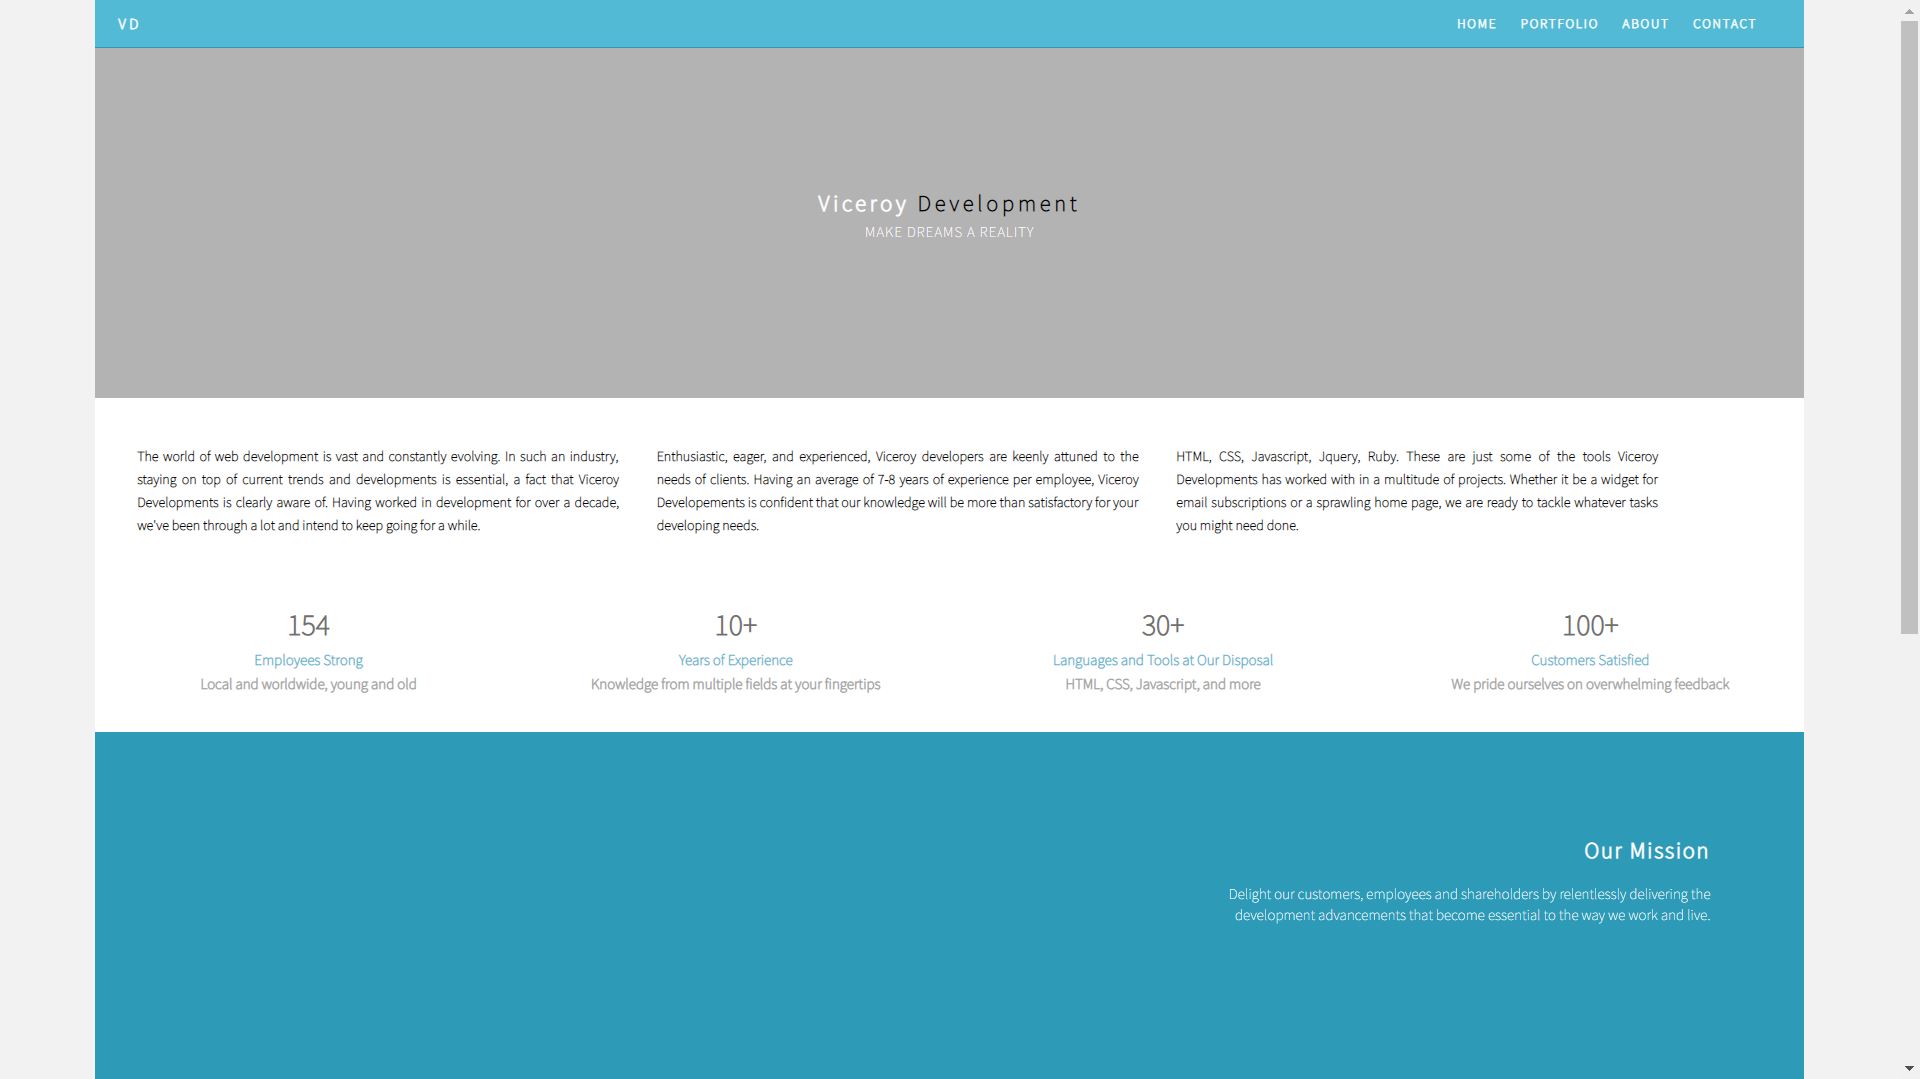 VD
HOME PORTFOLIO ABOUT CONTACT
Viceroy Development
MAKE DREAMS A REALITY
The world of web development is vast and constantly evolving. In such an industry,
staying on top of current trends and developments is essential, a fact that Viceroy
Developments is clearly aware of. Having worked in development for over a decade,
we've been through a lot and intend to keep going for a while.
Enthusiastic, eager, and experienced, Viceroy developers are keenly attuned to the
needs of clients. Having an average of 7-8 years of experience per employee, Viceroy
Developements is confident that our knowledge will be more than satisfactory for your
developing needs.
HTML, CSS, Javascript, Jquery, Ruby. These are just some of the tools Viceroy
Developments has worked with in a multitude of projects. Whether it be a widget for
email subscriptions or a sprawling home page, we are ready to tackle whatever tasks
you might need done.
154
Employees Strong
Local and worldwide, young and old
10+
Years of Experience
Knowledge from multiple fields at your fingertips
30+
Languages and Tools at Our Disposal
HTML, CSS, Javascript, and more
100+
Customers Satisfied
We pride ourselves on overwhelming feedback
Our Mission
Delight our customers, employees and shareholders by relentlessly delivering the
development advancements that become essential to the way we work and live.